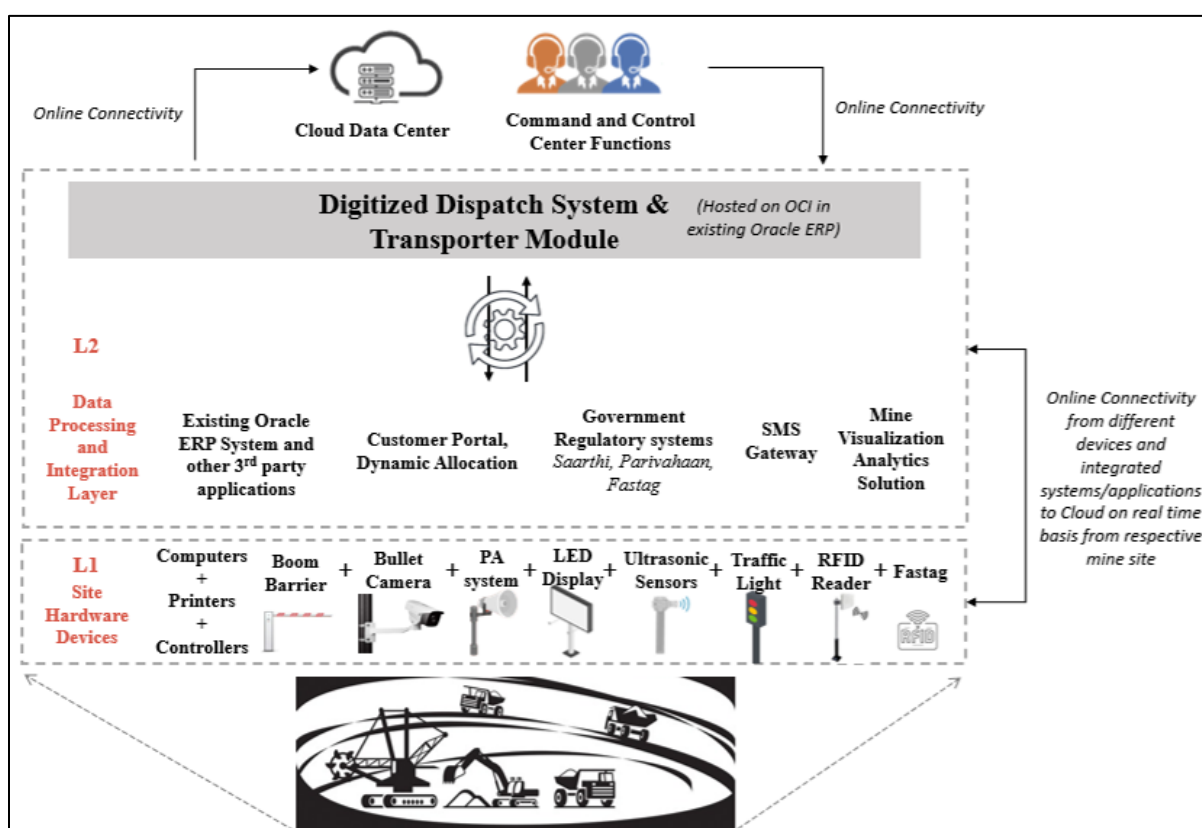 Online Connectivity
Cloud Data Center
Command and Control
Center Functions
Online Connectivity
Digitized Dispatch System &
Transporter Module
(Hosted on OCI in
existing Oracle ERP)
L2
Data
Processing
and
Integration
Layer
Existing Oracle
ERP System and
other 3rd party
applications
Customer Portal,
Dynamic Allocation
Government
Regulatory systems
Saarthi, Parivahaan,
Fastag
SMS
Gateway
Mine
Visualization
Analytics
Solution
Online Connectivity
from different
devices and
integrated
systems/applications
to Cloud on real time
basis from respective
mine site
L1
Site
Hardware
Devices
Computers
+
Printers
+
Controllers
Boom
Barrier
+
Bullet
Camera
+
PA
system
+
LED
Display
+
Ultrasonic
Sensors
+
Traffic
Light
+
RFID
Reader
+
Fastag
RFID